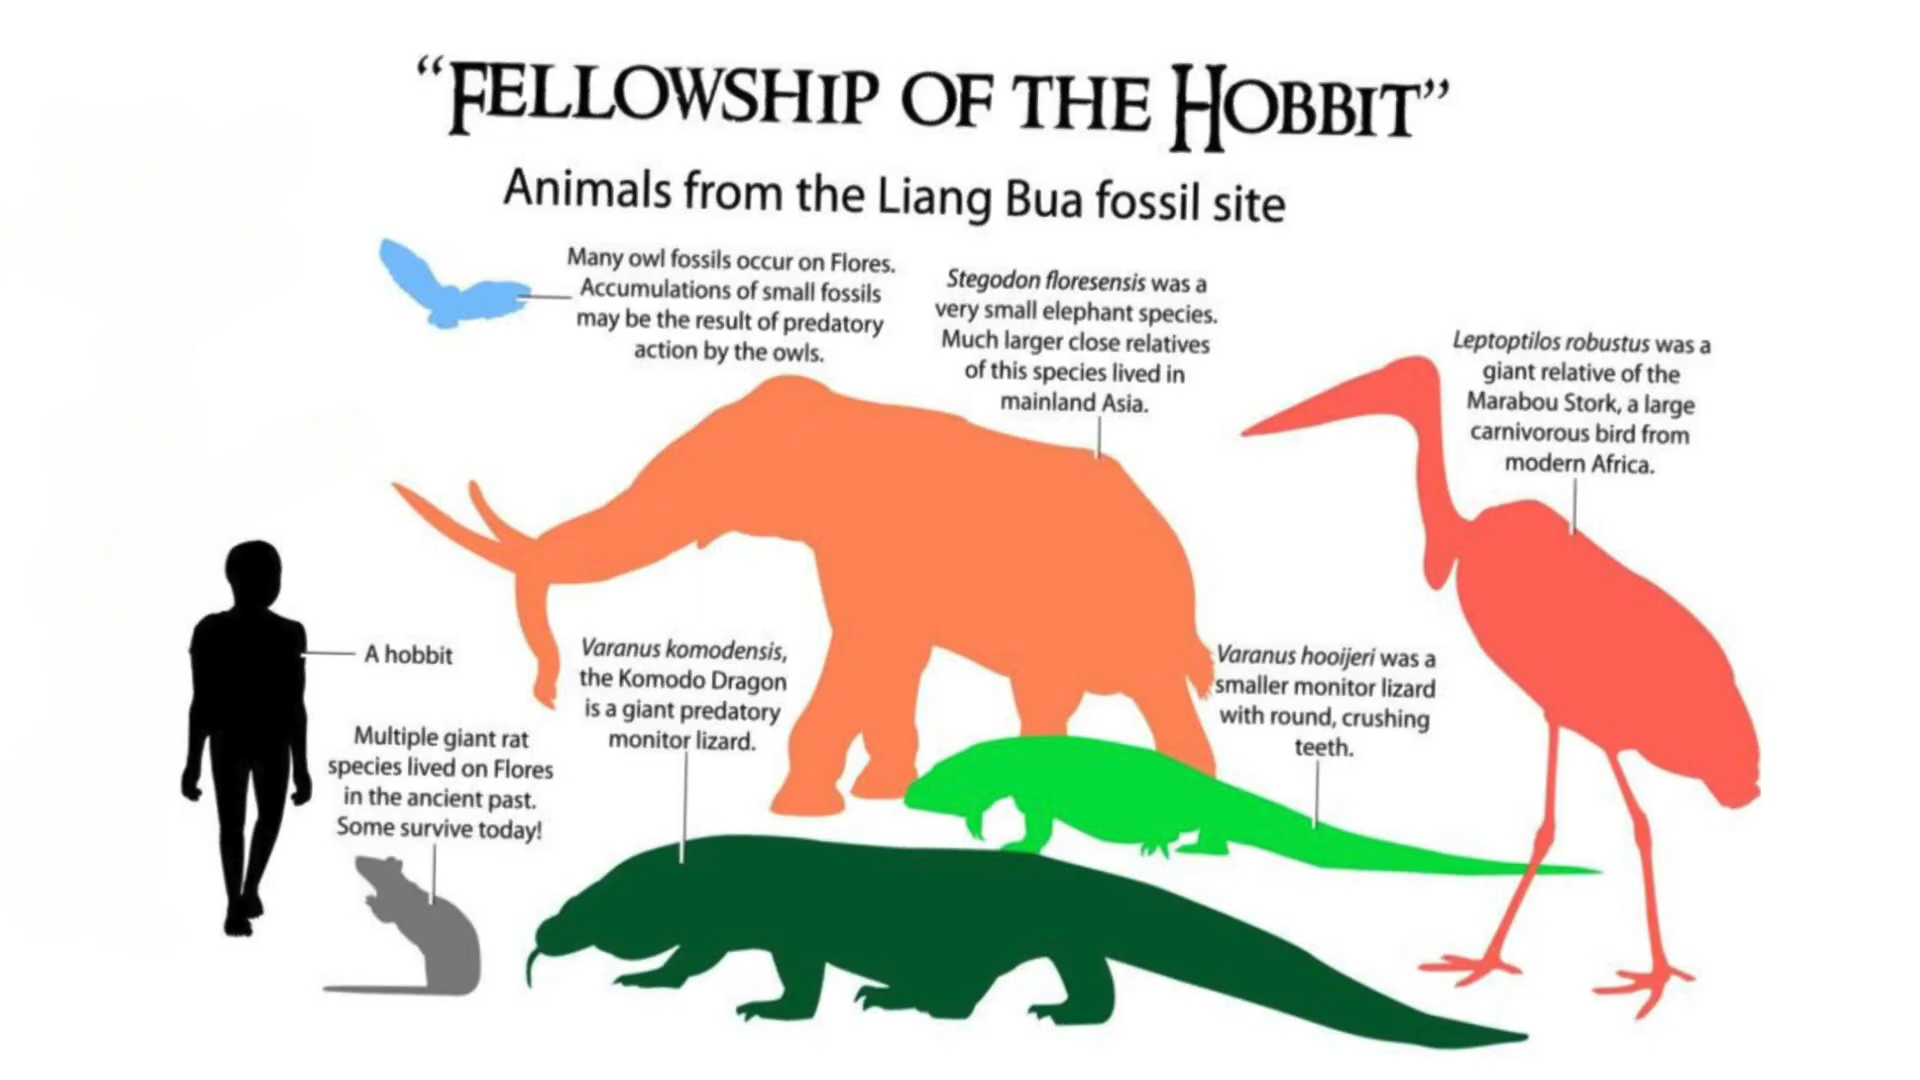 “FELLOWSHIP OF THE HOBBIT”
Animals from the Liang Bua fossil site
Many owl fossils occur on Flores.
Accumulations of small fossils
may be the result of predatory
action by the owls.
Stegodon floresensis was a
very small elephant species.
Much larger close relatives
of this species lived in
mainland Asia.
Leptoptilos robustus was a
giant relative of the
Marabou Stork, a large
carnivorous bird from
modern Africa.
A hobbit
Varanus komodensis,
the Komodo Dragon
is a giant predatory
monitor lizard.
Varanus hooijeri was a
smaller monitor lizard
with round, crushing
teeth.
Multiple giant rat
species lived on Flores
in the ancient past.
Some survive today!